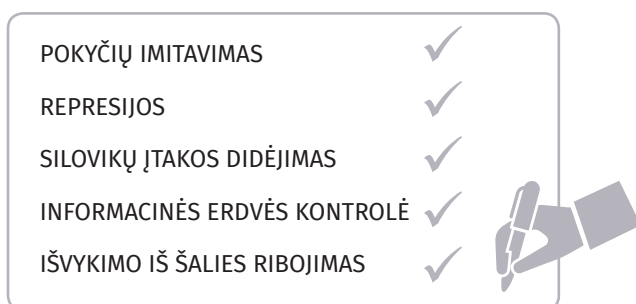 POKYČIŲ IMITAVIMAS
REPRESIJOS
SILOVIKŲ ĮTAKOS DIDĖJIMAS
INFORMACINĖS ERDVĖS KONTROLĖ
IŠVYKIMO IŠ ŠALIES RIBOJIMAS